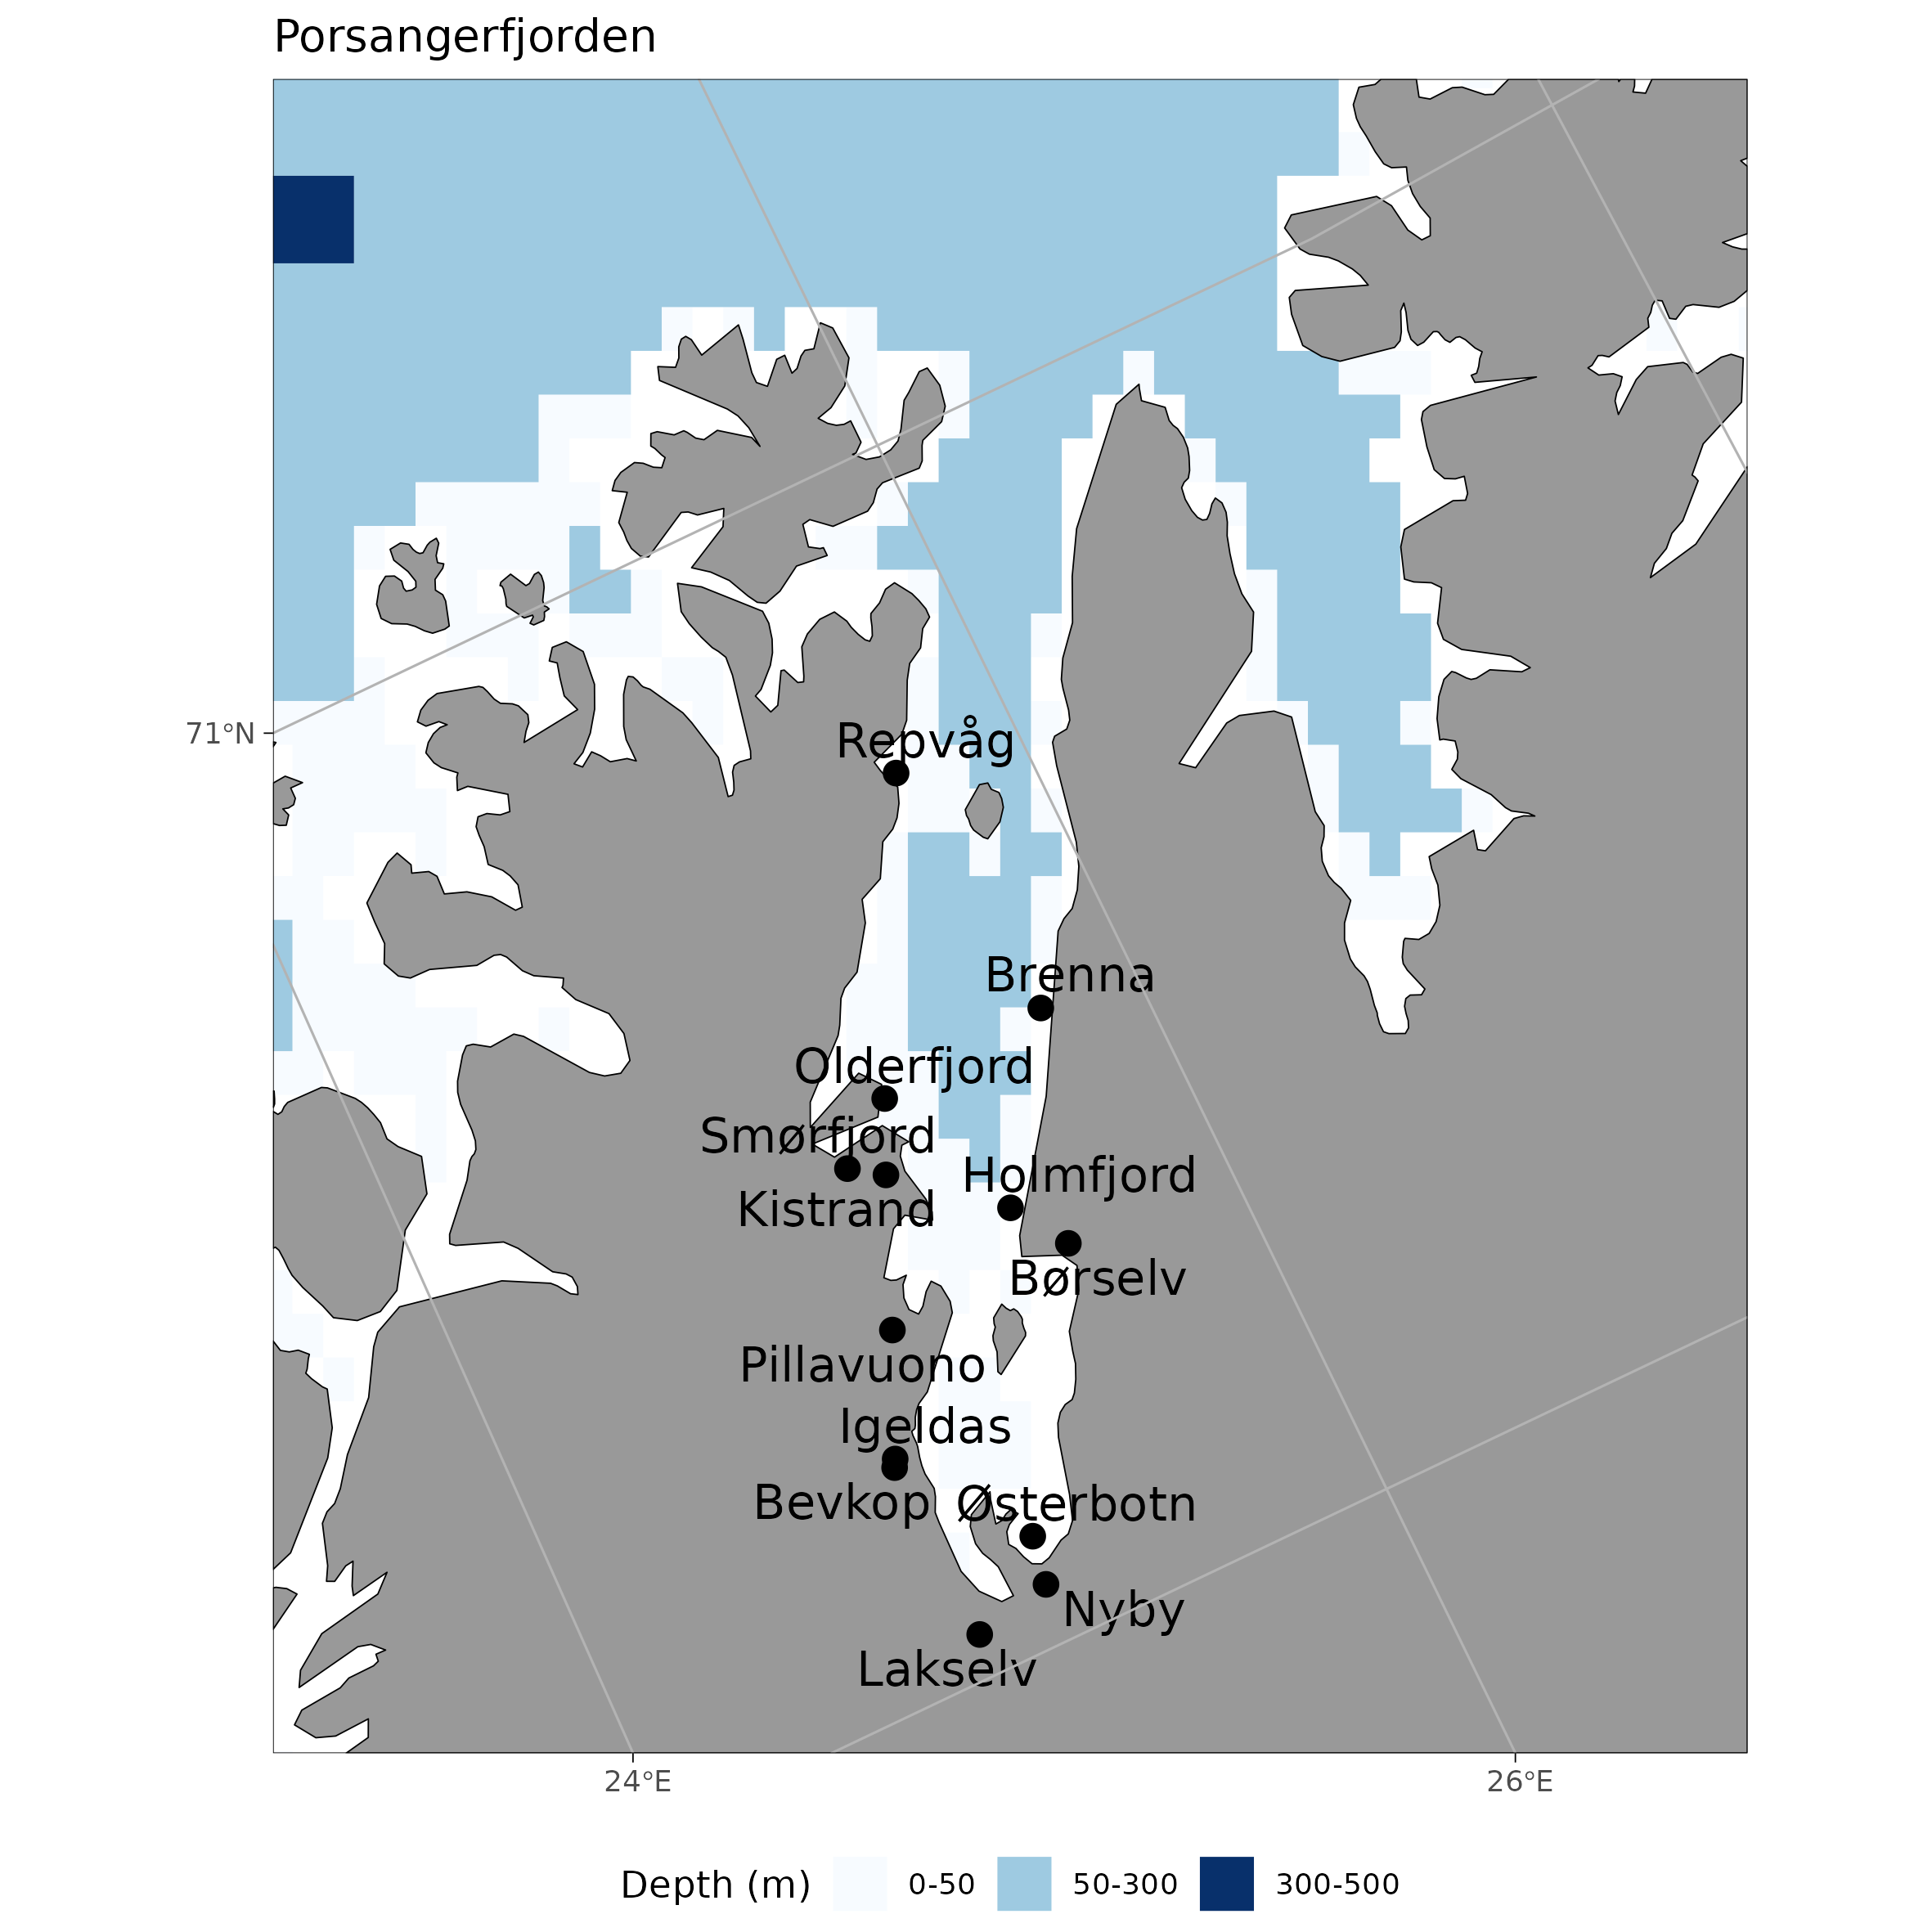 Porsangerfjorden
71°N
Repvåg
Brenna
Olderfjord
Smørfjord
Holmfjord
Kistrand
Børselv
Pillavuono
Igeldas
Bevkop
Østerbotn
Nyby
Lakselv
24°E
26°E
Depth (m) 0-50 50-300 300-500